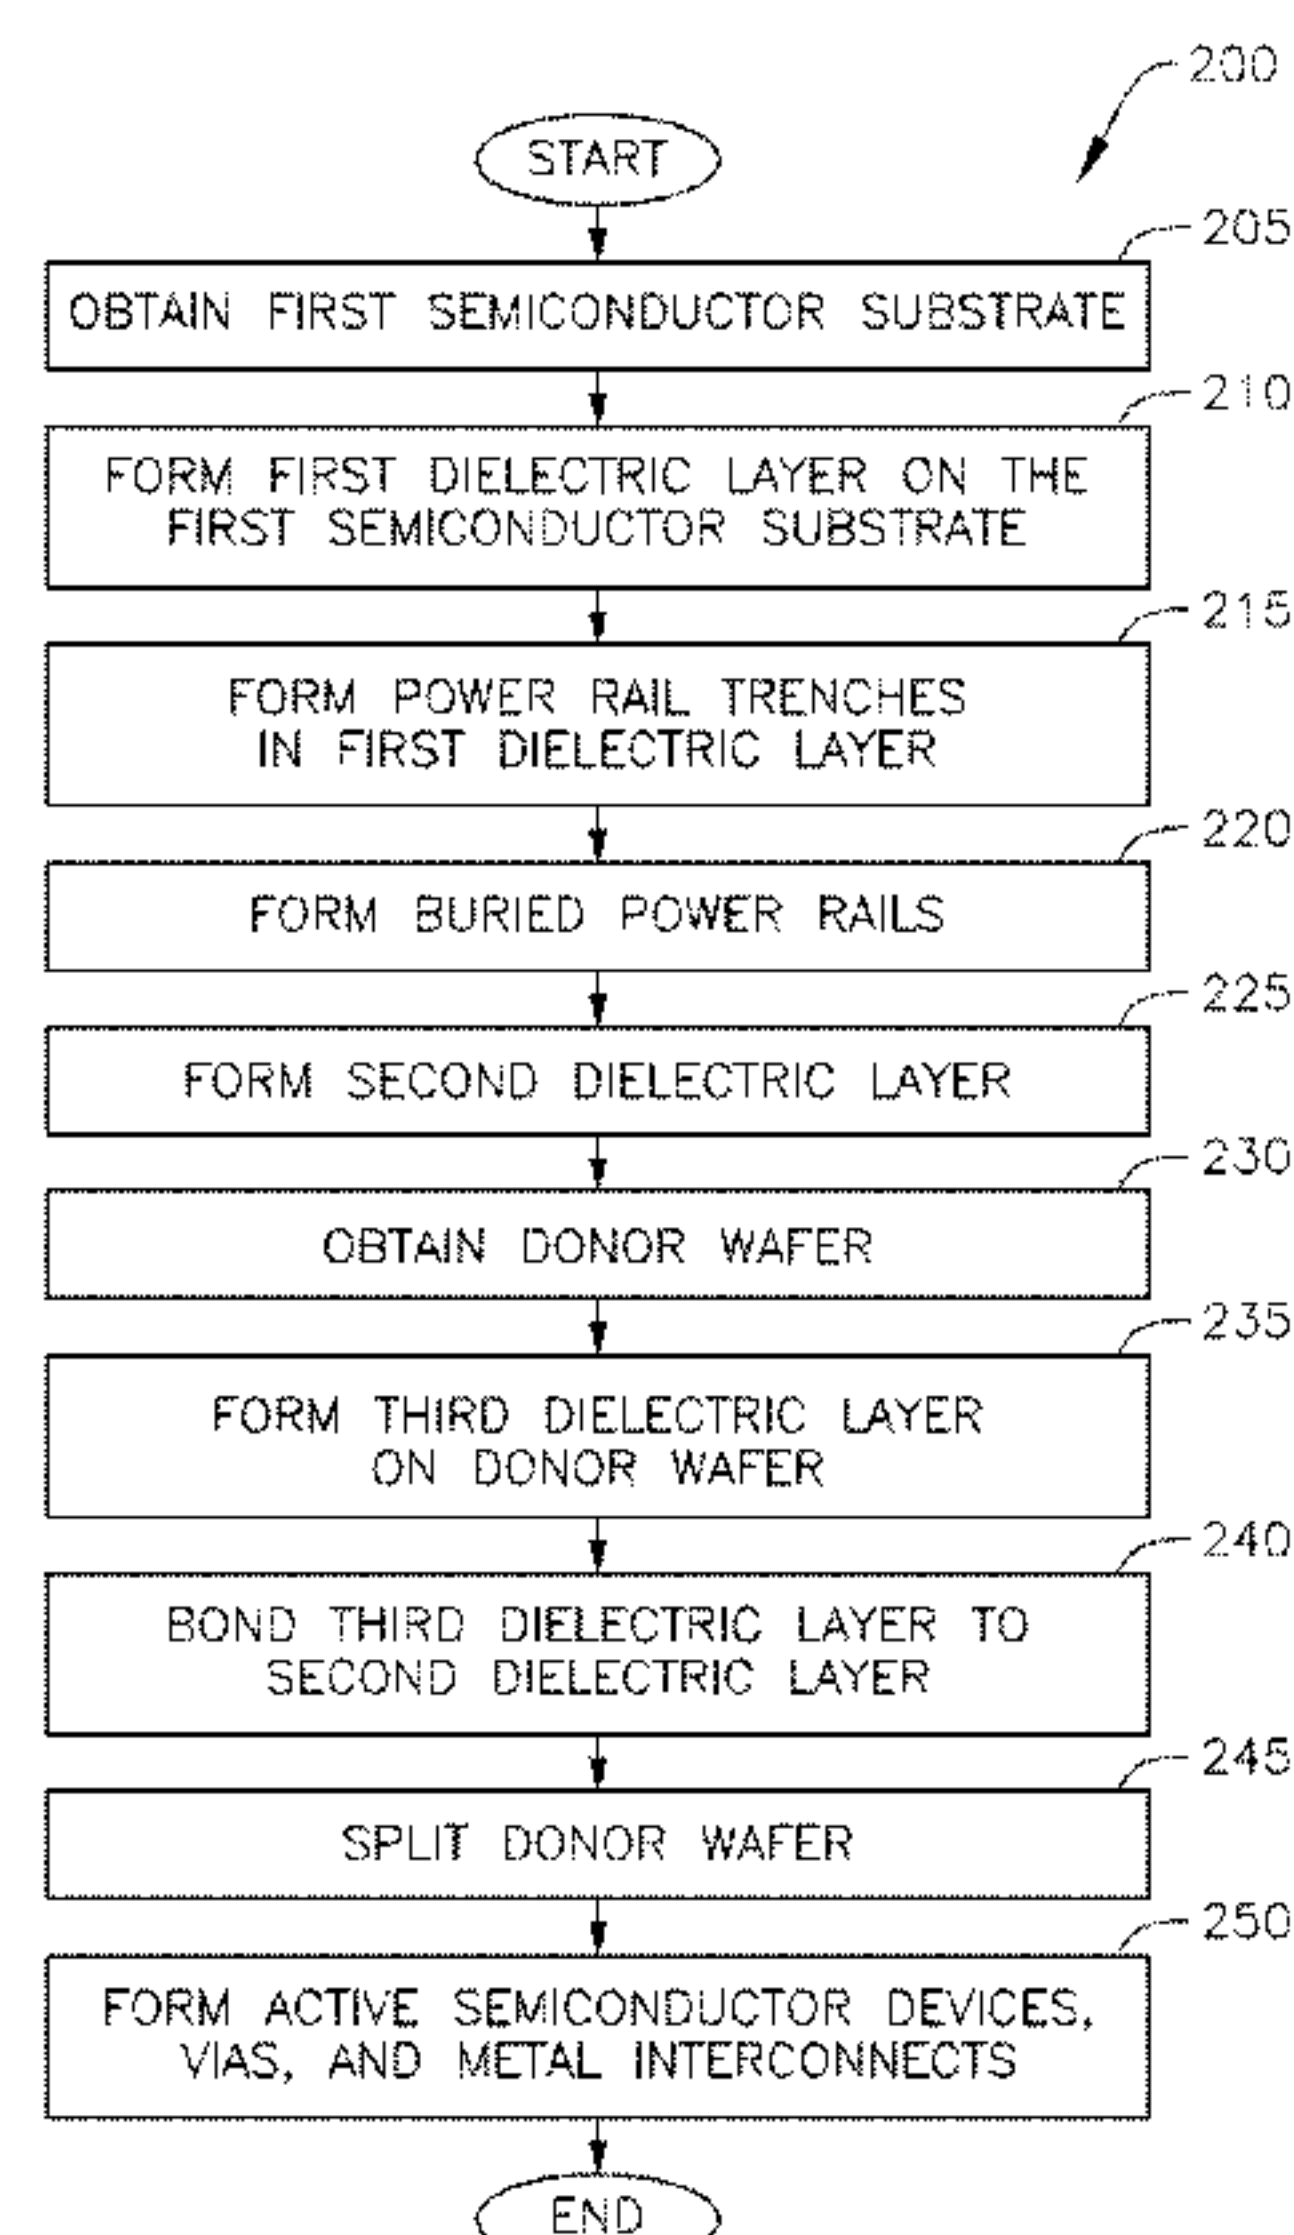 200
START
205
OBTAIN FIRST SEMICONDUCTOR SUBSTRATE
210
FORM FIRST DIELECTRIC LAYER ON THE
FIRST SEMICONDUCTOR SUBSTRATE
215
FORM POWER RAIL TRENCHES
IN FIRST DIELECTRIC LAYER
220
FORM BURIED POWER RAILS
225
FORM SECOND DIELECTRIC LAYER
230
OBTAIN DONOR WAFER
235
FORM THIRD DIELECTRIC LAYER
ON DONOR WAFER
240
BOND THIRD DIELECTRIC LAYER TO
SECOND DIELECTRIC LAYER
245
SPLIT DONOR WAFER
250
FORM ACTIVE SEMICONDUCTOR DEVICES,
VIAS, AND METAL INTERCONNECTS
END